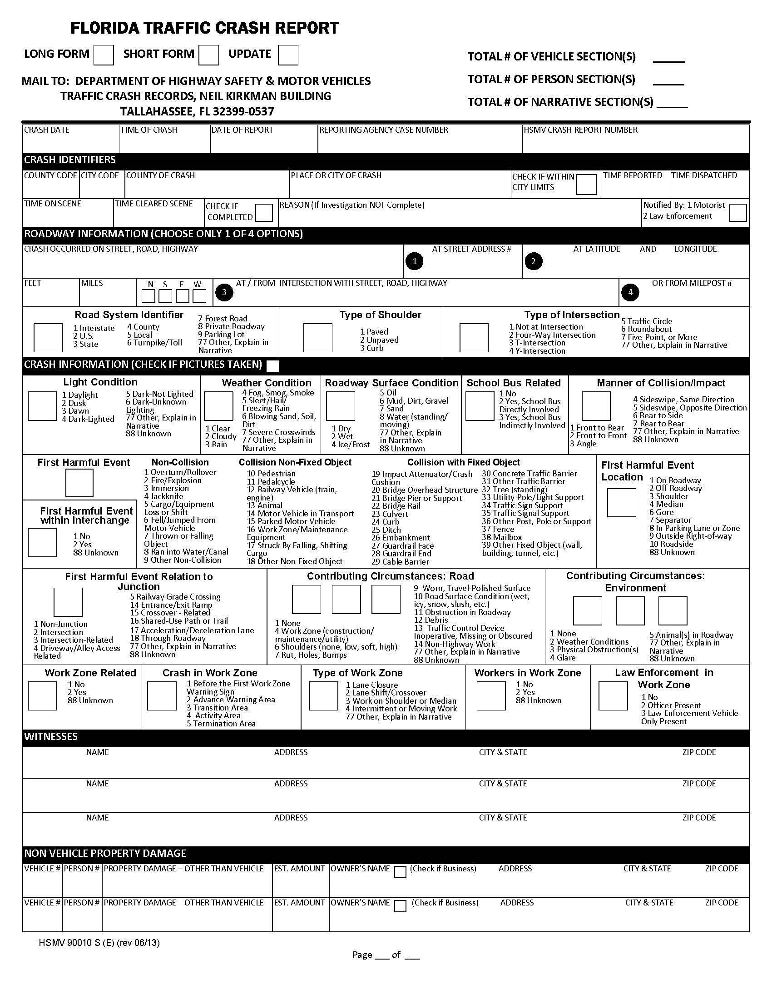 FLORIDA TRAFFIC CRASH REPORT
LONG FORM SHORT FORM UPDATE
MAIL TO: DEPARTMENT OF HIGHWAY SAFETY & MOTOR VEHICLES
TRAFFIC CRASH RECORDS, NEIL KIRKMAN BUILDING
TALLAHASSEE, FL 32399-0537
TOTAL # OF VEHICLE SECTION(S) _____
TOTAL # OF PERSON SECTION(S) _____
TOTAL # OF NARRATIVE SECTION(S) _____
CRASH DATE TIME OF CRASH DATE OF REPORT REPORTING AGENCY CASE NUMBER HSMV CRASH REPORT NUMBER
CRASH IDENTIFIERS
COUNTY CODE CITY CODE COUNTY OF CRASH PLACE OR CITY OF CRASH CHECK IF WITHIN TIME REPORTED TIME DISPATCHED
CITY LIMITS
TIME ON SCENE TIME CLEARED SCENE CHECK IF REASON (If Investigation NOT Complete) Notified By: 1 Motorist
COMPLETED 2 Law Enforcement
ROADWAY INFORMATION (CHOOSE ONLY 1 OF 4 OPTIONS)
CRASH OCCURRED ON STREET, ROAD, HIGHWAY 1 AT STREET ADDRESS # 2 AT LATITUDE AND LONGITUDE
FEET MILES N S E W 3 AT / FROM INTERSECTION WITH STREET, ROAD, HIGHWAY 4 OR FROM MILEPOST #
Road System Identifier
1 Interstate
2 U.S.
3 State
4 County
5 Local
6 Turnpike/Toll
7 Forest Road
8 Private Roadway
9 Parking Lot
77 Other, Explain in
Narrative
Type of Shoulder
1 Paved
2 Unpaved
3 Curb
Type of Intersection
1 Not at Intersection
2 Four-Way Intersection
3 T-Intersection
4 Y-Intersection
5 Traffic Circle
6 Roundabout
7 Five-Point, or More
77 Other, Explain in Narrative
CRASH INFORMATION (CHECK IF PICTURES TAKEN)
Light Condition
1 Daylight
2 Dusk
3 Dawn
4 Dark-Lighted
5 Dark-Not Lighted
6 Dark-Unknown
Lighting
77 Other, Explain in
Narrative
88 Unknown
Weather Condition
1 Clear
2 Cloudy
3 Rain
4 Fog, Smog, Smoke
5 Sleet/Hail/
Freezing Rain
6 Blowing Sand, Soil,
Dirt
7 Severe Crosswinds
77 Other, Explain in
Narrative
Roadway Surface Condition
1 Dry
2 Wet
4 Ice/Frost
5 Oil
6 Mud, Dirt, Gravel
7 Sand
8 Water (standing/
moving)
77 Other, Explain
in Narrative
88 Unknown
School Bus Related
1 No
2 Yes, School Bus
Directly Involved
3 Yes, School Bus
Indirectly Involved
Manner of Collision/Impact
1 Front to Rear
2 Front to Front
3 Angle
4 Sideswipe, Same Direction
5 Sideswipe, Opposite Direction
6 Rear to Side
7 Rear to Rear
77 Other, Explain in Narrative
88 Unknown
First Harmful Event
First Harmful Event
within Interchange
1 No
2 Yes
88 Unknown
Non-Collision
1 Overturn/Rollover
2 Fire/Explosion
3 Immersion
4 Jackknife
5 Cargo/Equipment
Loss or Shift
6 Fell/Jumped From
Motor Vehicle
7 Thrown or Falling
Object
8 Ran into Water/Canal
9 Other Non-Collision
Collision Non-Fixed Object
10 Pedestrian
11 Pedalcycle
12 Railway Vehicle (train,
engine)
13 Animal
14 Motor Vehicle in Transport
15 Parked Motor Vehicle
16 Work Zone/Maintenance
Equipment
17 Struck By Falling, Shifting
Cargo
18 Other Non-Fixed Object
Collision with Fixed Object
19 Impact Attenuator/Crash
Cushion
20 Bridge Overhead Structure
21 Bridge Pier or Support
22 Bridge Rail
23 Culvert
24 Curb
25 Ditch
26 Embankment
27 Guardrail Face
28 Guardrail End
29 Cable Barrier
30 Concrete Traffic Barrier
31 Other Traffic Barrier
32 Tree (standing)
33 Utility Pole/Light Support
34 Traffic Sign Support
35 Traffic Signal Support
36 Other Post, Pole or Support
37 Fence
38 Mailbox
39 Other Fixed Object (wall,
building, tunnel, etc.)
First Harmful Event
Location
1 On Roadway
2 Off Roadway
3 Shoulder
4 Median
6 Gore
7 Separator
8 In Parking Lane or Zone
9 Outside Right-of-way
10 Roadside
88 Unknown
First Harmful Event Relation to
Junction
1 Non-Junction
2 Intersection
3 Intersection-Related
4 Driveway/Alley Access
Related
5 Railway Grade Crossing
14 Entrance/Exit Ramp
15 Crossover - Related
16 Shared-Use Path or Trail
17 Acceleration/Deceleration Lane
18 Through Roadway
77 Other, Explain in Narrative
88 Unknown
Contributing Circumstances: Road
1 None
4 Work Zone (construction/
maintenance/utility)
6 Shoulders (none, low, soft, high)
7 Rut, Holes, Bumps
9 Worn, Travel-Polished Surface
10 Road Surface Condition (wet,
icy, snow, slush, etc.)
11 Obstruction in Roadway
12 Debris
13 Traffic Control Device
Inoperative, Missing or Obscured
14 Non-Highway Work
77 Other, Explain in Narrative
88 Unknown
Contributing Circumstances:
Environment
1 None
2 Weather Conditions
3 Physical Obstruction(s)
4 Glare
5 Animal(s) in Roadway
77 Other, Explain in
Narrative
88 Unknown
Work Zone Related
1 No
2 Yes
88 Unknown
Crash in Work Zone
1 Before the First Work Zone
Warning Sign
2 Advance Warning Area
3 Transition Area
4 Activity Area
5 Termination Area
Type of Work Zone
1 Lane Closure
2 Lane Shift/Crossover
3 Work on Shoulder or Median
4 Intermittent or Moving Work
77 Other, Explain in Narrative
Workers in Work Zone
1 No
2 Yes
88 Unknown
Law Enforcement in
Work Zone
1 No
2 Officer Present
3 Law Enforcement Vehicle
Only Present
WITNESSES
NAME ADDRESS CITY & STATE ZIP CODE
NAME ADDRESS CITY & STATE ZIP CODE
NAME ADDRESS CITY & STATE ZIP CODE
NON VEHICLE PROPERTY DAMAGE
VEHICLE # PERSON # PROPERTY DAMAGE – OTHER THAN VEHICLE EST. AMOUNT OWNER'S NAME (Check if Business) ADDRESS CITY & STATE ZIP CODE
VEHICLE # PERSON # PROPERTY DAMAGE – OTHER THAN VEHICLE EST. AMOUNT OWNER'S NAME (Check if Business) ADDRESS CITY & STATE ZIP CODE
HSMV 90010 S (E) (rev 06/13)
Page ___ of ___